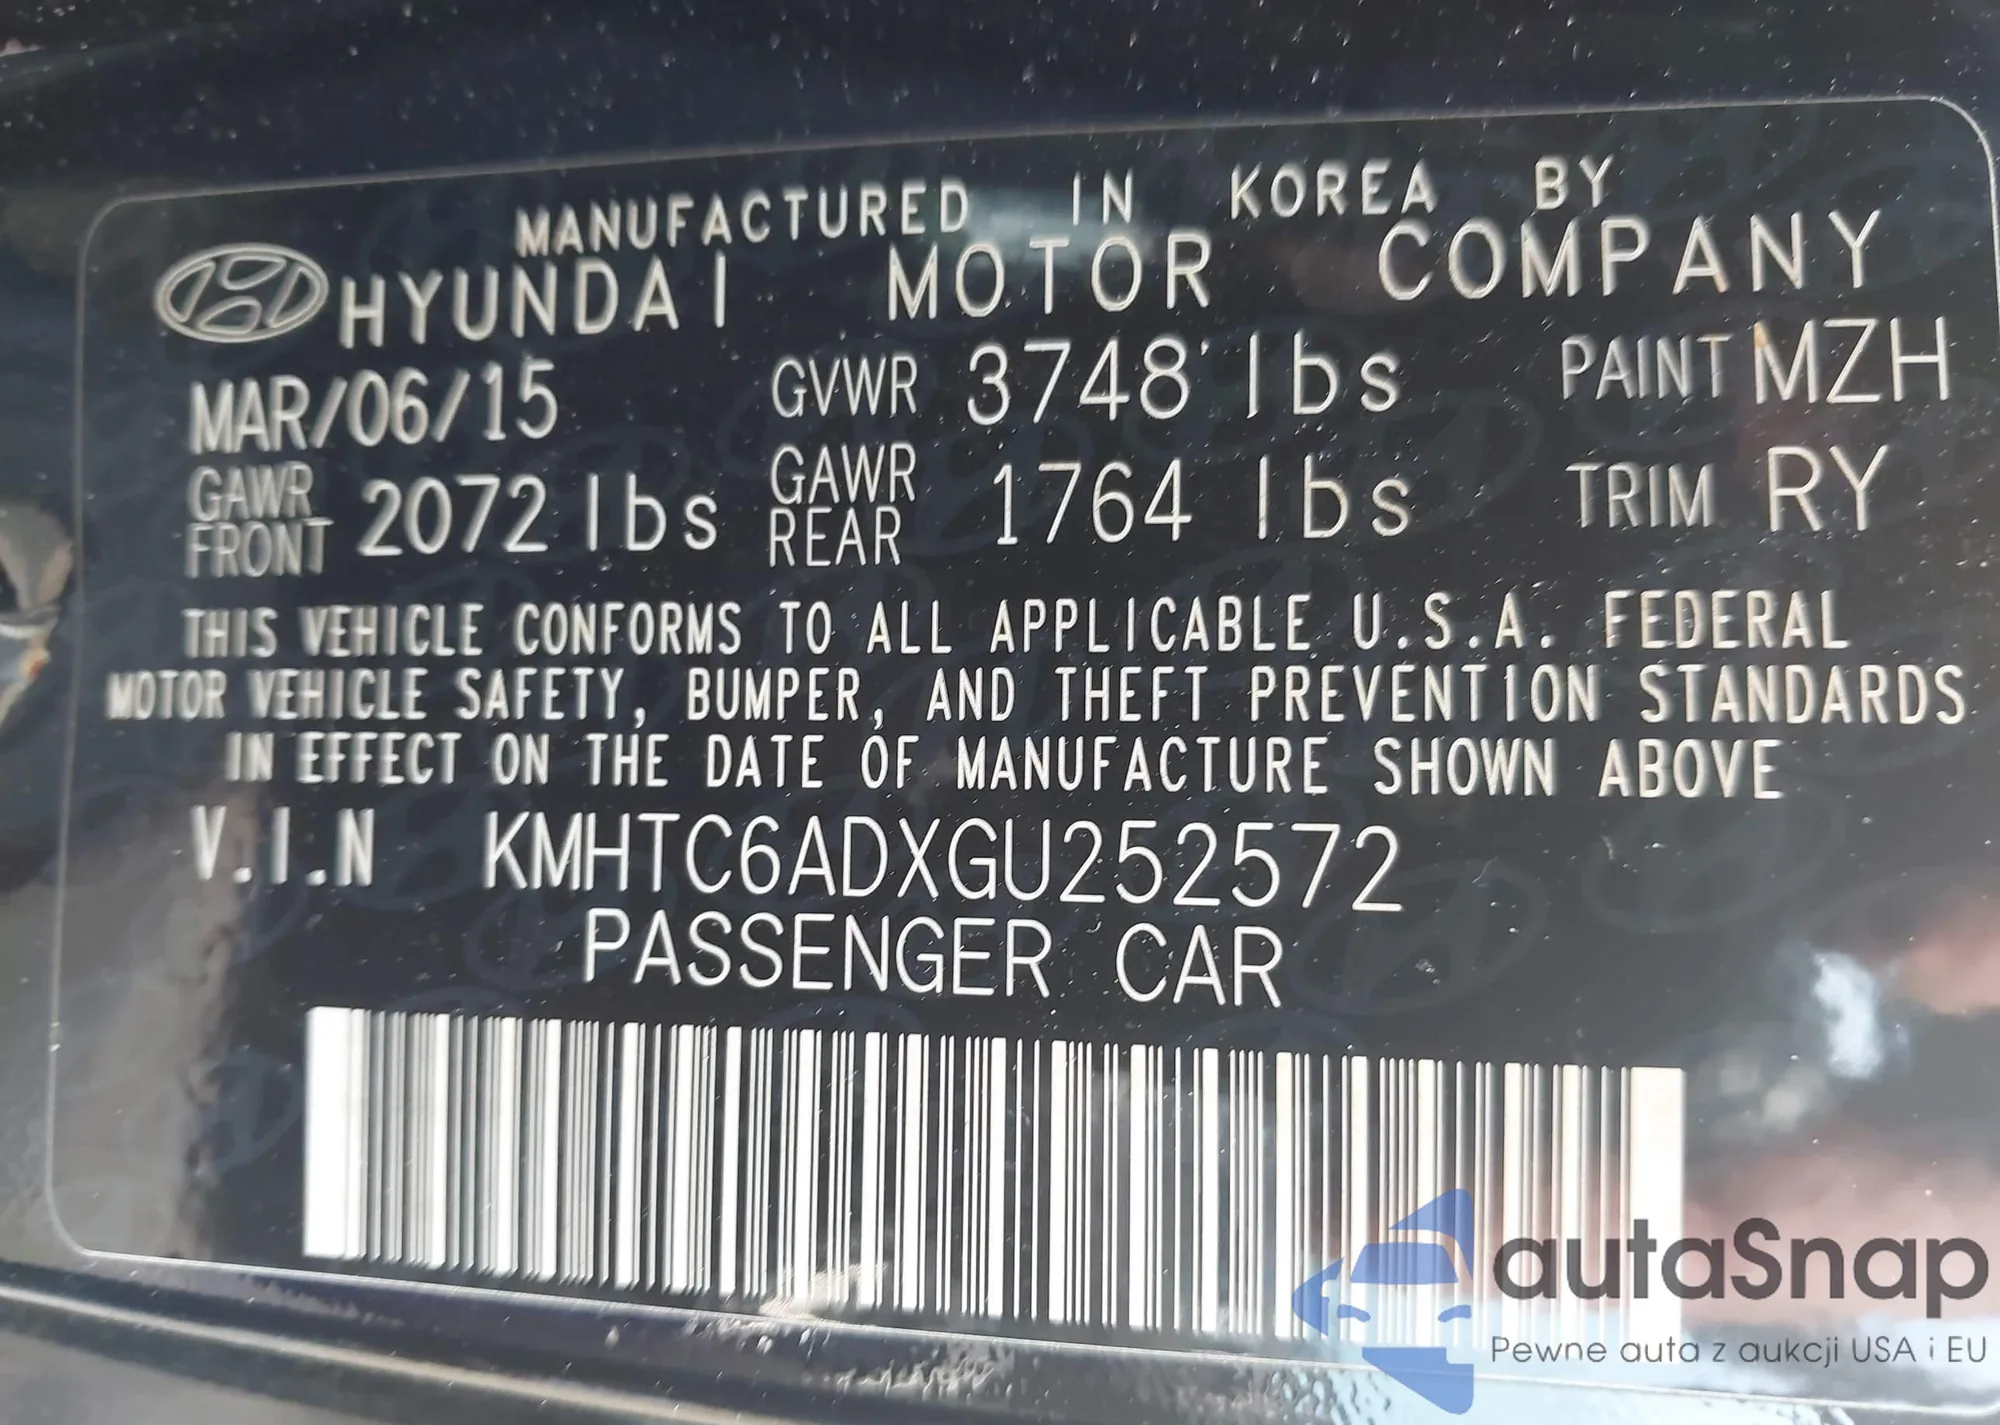 MANUFACTURED IN KOREA BY
HYUNDAI MOTOR COMPANY
MAR/06/15 GVWR 3748 lbs PAINT MZH
GAWR FRONT 2072 lbs GAWR REAR 1764 lbs TRIM RY
THIS VEHICLE CONFORMS TO ALL APPLICABLE U.S.A. FEDERAL
MOTOR VEHICLE SAFETY, BUMPER, AND THEFT PREVENTION STANDARDS
IN EFFECT ON THE DATE OF MANUFACTURE SHOWN ABOVE
V.I.N KMHTC6ADXGU252572
PASSENGER CAR
autaSnap
Pewne auta z aukcji USA i EU